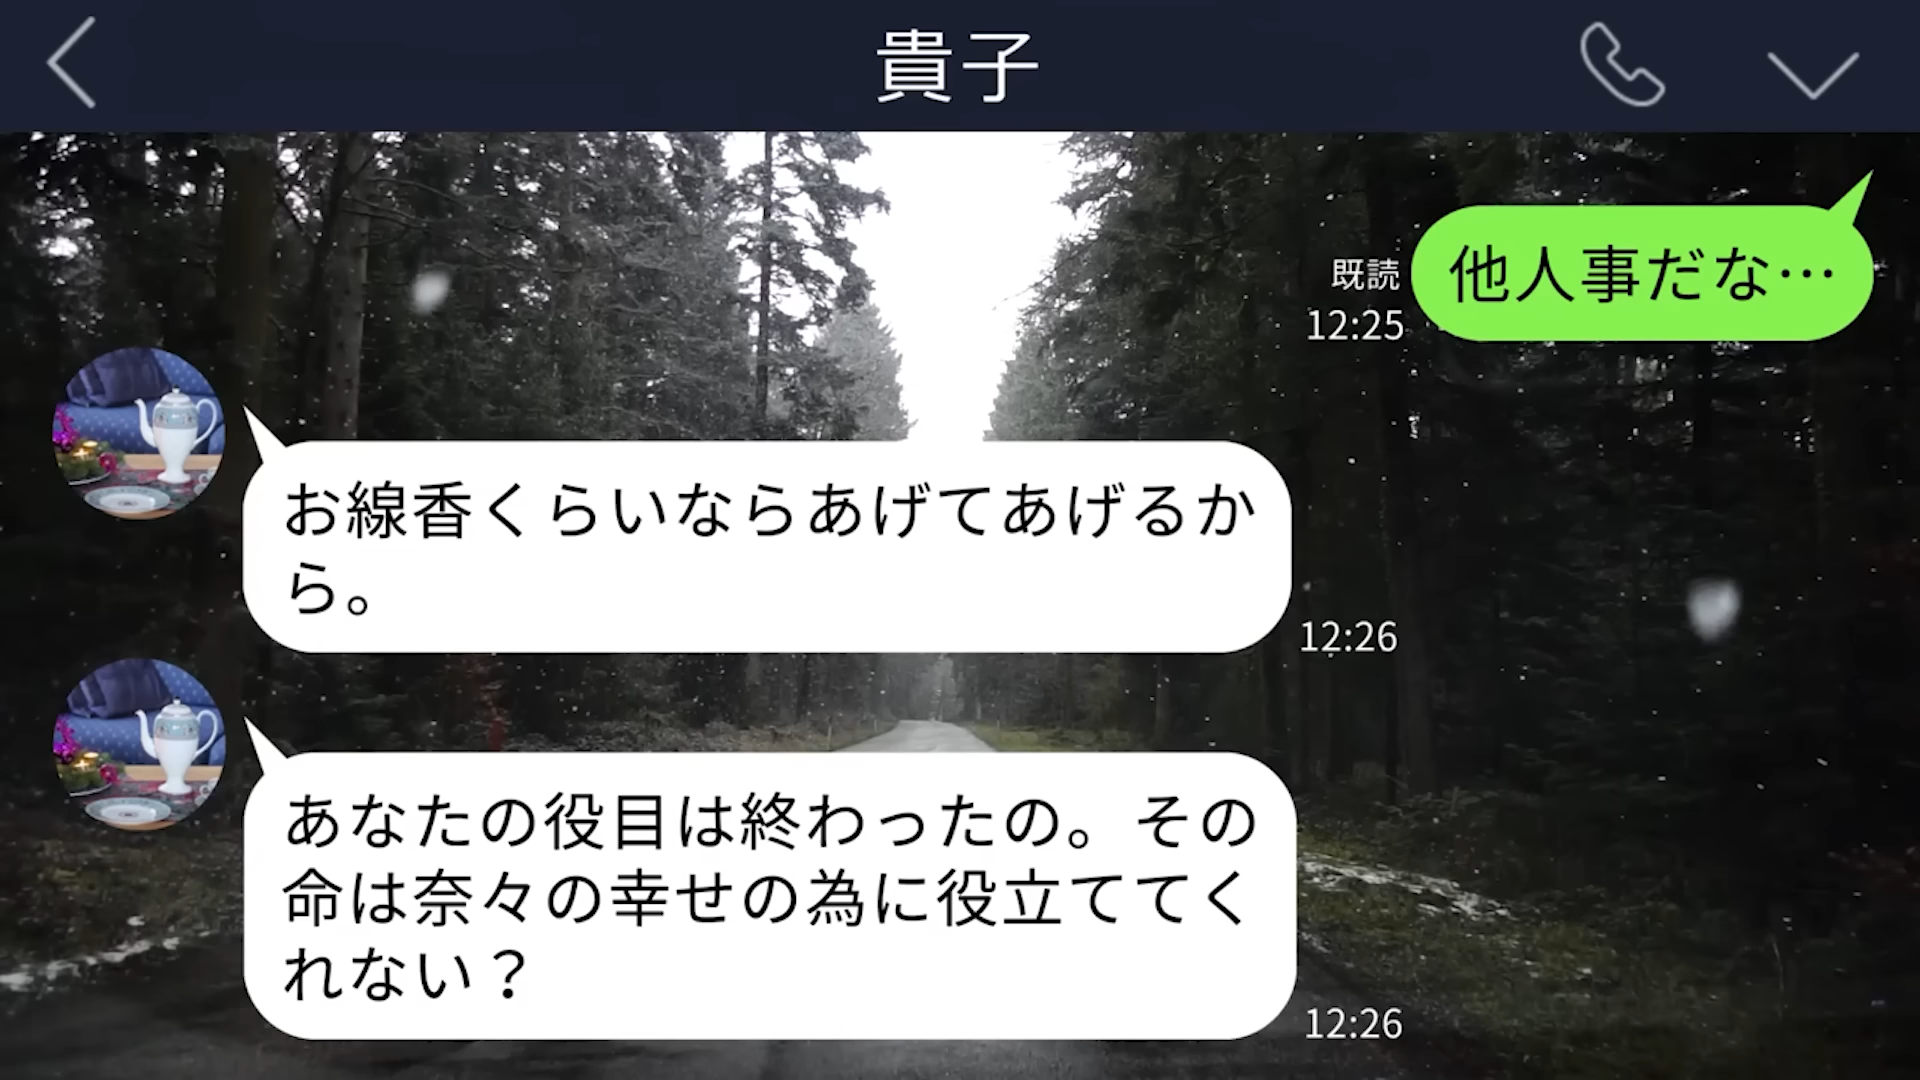 貴子
他人事だな…
既読
12:25
お線香くらいならあげてあげるか
ら。
12:26
あなたの役目は終わったの。その
命は奈々の幸せの為に役立ててく
れない？
12:26